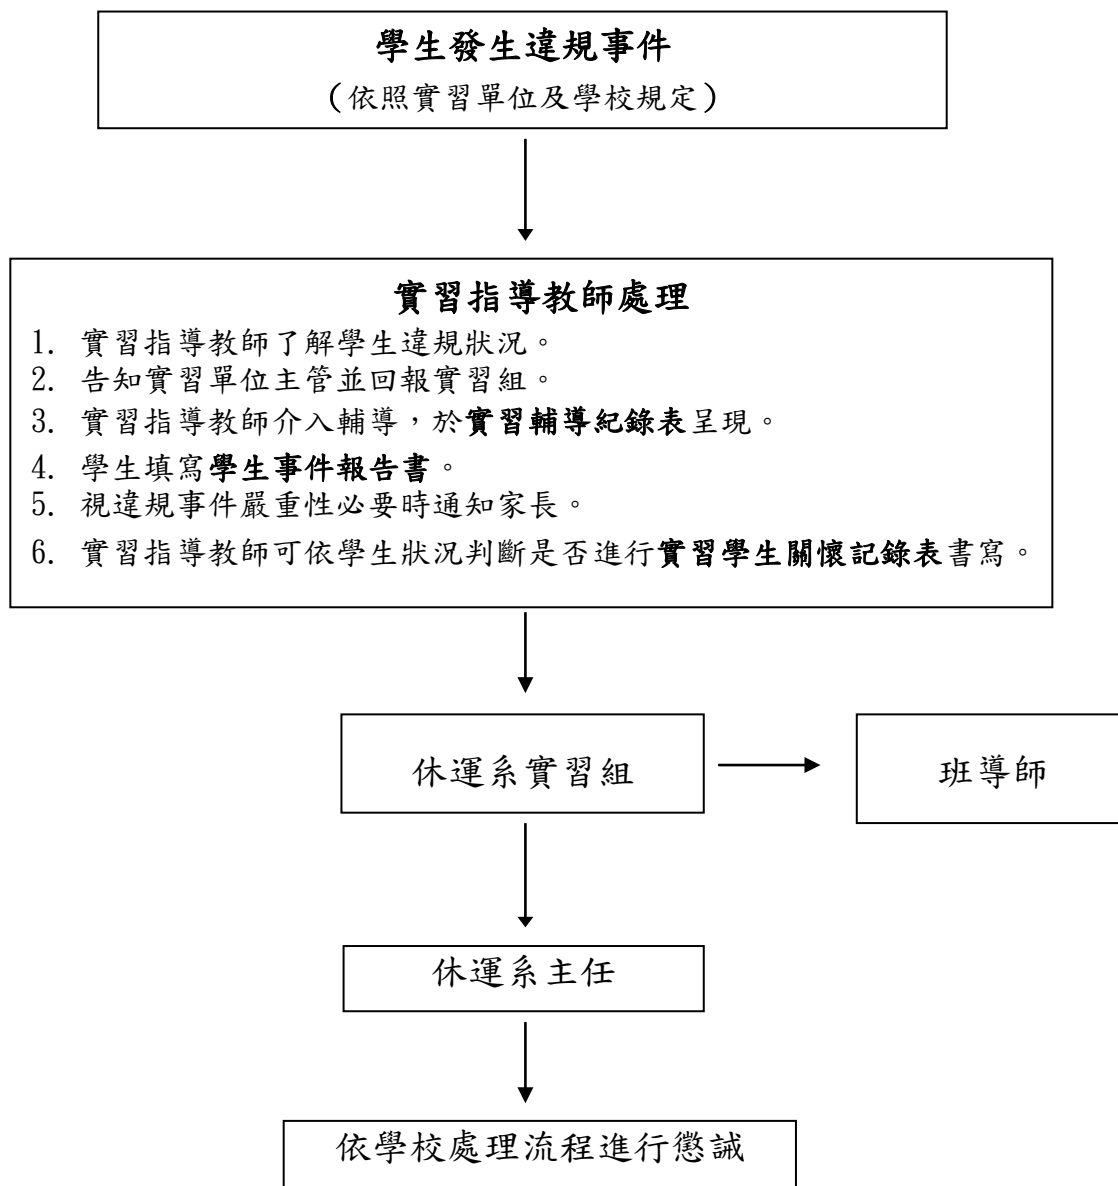 學生發生違規事件
(依照實習單位及學校規定)
實習指導教師處理
1. 實習指導教師了解學生違規狀況。
2. 告知實習單位主管並回報實習組。
3. 實習指導教師介入輔導，於實習輔導紀錄表呈現。
4. 學生填寫學生事件報告書。
5. 視違規事件嚴重性必要時通知家長。
6. 實習指導教師可依學生狀況判斷是否進行實習學生關懷記錄表書寫。
休運系實習組
班導師
休運系主任
依學校處理流程進行懲誡